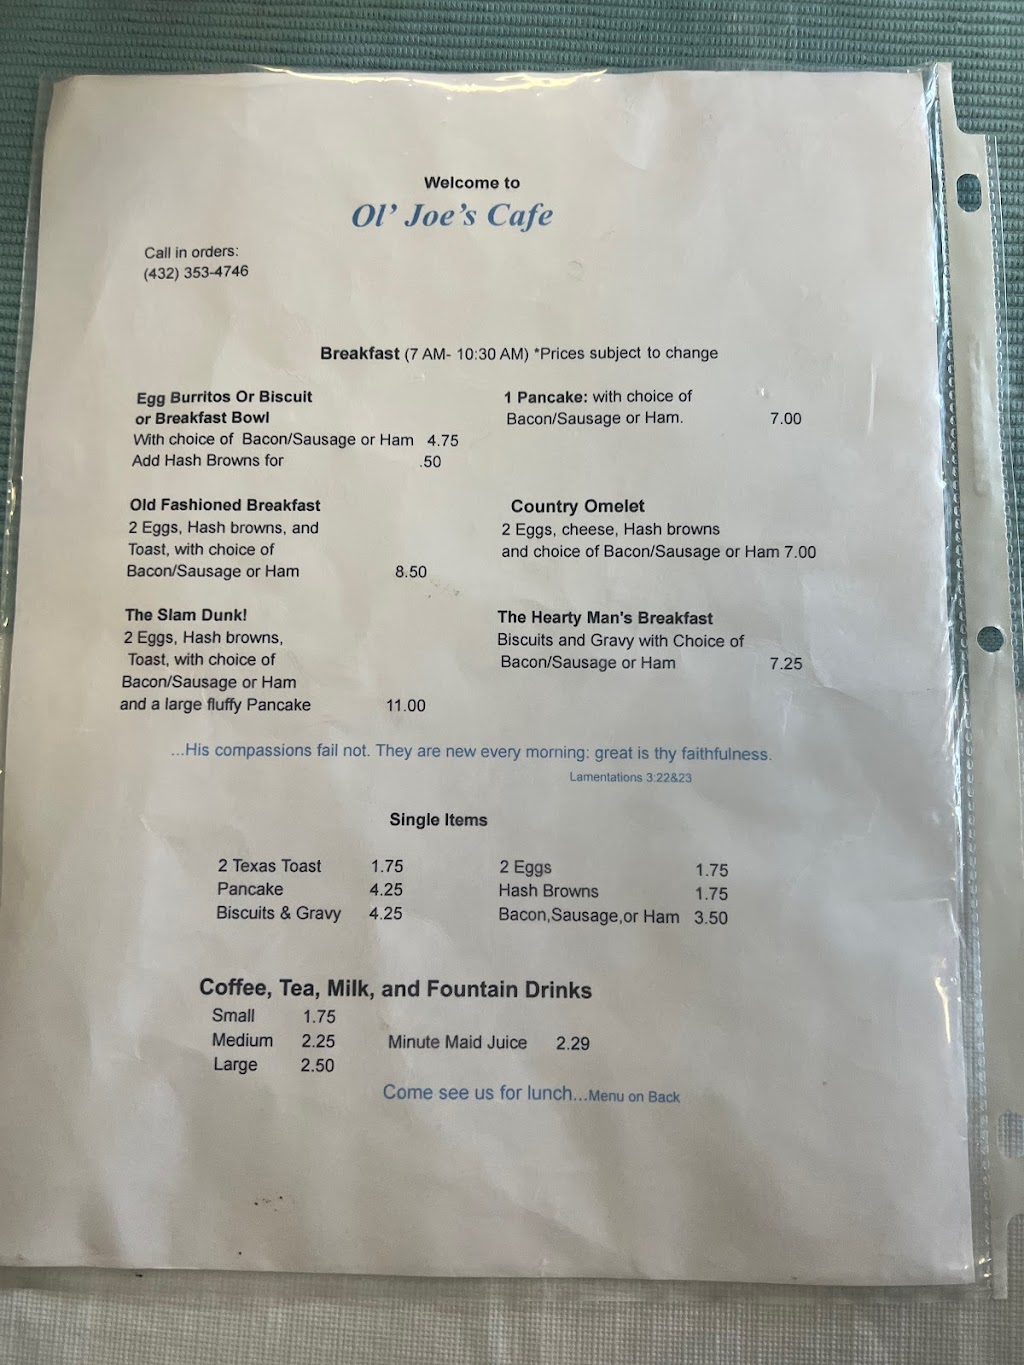 Welcome to
Ol' Joe's Cafe
Call in orders:
(432) 353-4746
Breakfast (7 AM- 10:30 AM) *Prices subject to change
Egg Burritos Or Biscuit
or Breakfast Bowl
With choice of Bacon/Sausage or Ham 4.75
Add Hash Browns for .50
1 Pancake: with choice of
Bacon/Sausage or Ham. 7.00
Old Fashioned Breakfast
2 Eggs, Hash browns, and
Toast, with choice of
Bacon/Sausage or Ham 8.50
Country Omelet
2 Eggs, cheese, Hash browns
and choice of Bacon/Sausage or Ham 7.00
The Slam Dunk!
2 Eggs, Hash browns,
Toast, with choice of
Bacon/Sausage or Ham
and a large fluffy Pancake 11.00
The Hearty Man's Breakfast
Biscuits and Gravy with Choice of
Bacon/Sausage or Ham 7.25
...His compassions fail not. They are new every morning: great is thy faithfulness.
Lamentations 3:22&23
Single Items
2 Texas Toast 1.75
Pancake 4.25
Biscuits & Gravy 4.25
2 Eggs 1.75
Hash Browns 1.75
Bacon,Sausage,or Ham 3.50
Coffee, Tea, Milk, and Fountain Drinks
Small 1.75
Medium 2.25
Large 2.50
Minute Maid Juice 2.29
Come see us for lunch...Menu on Back